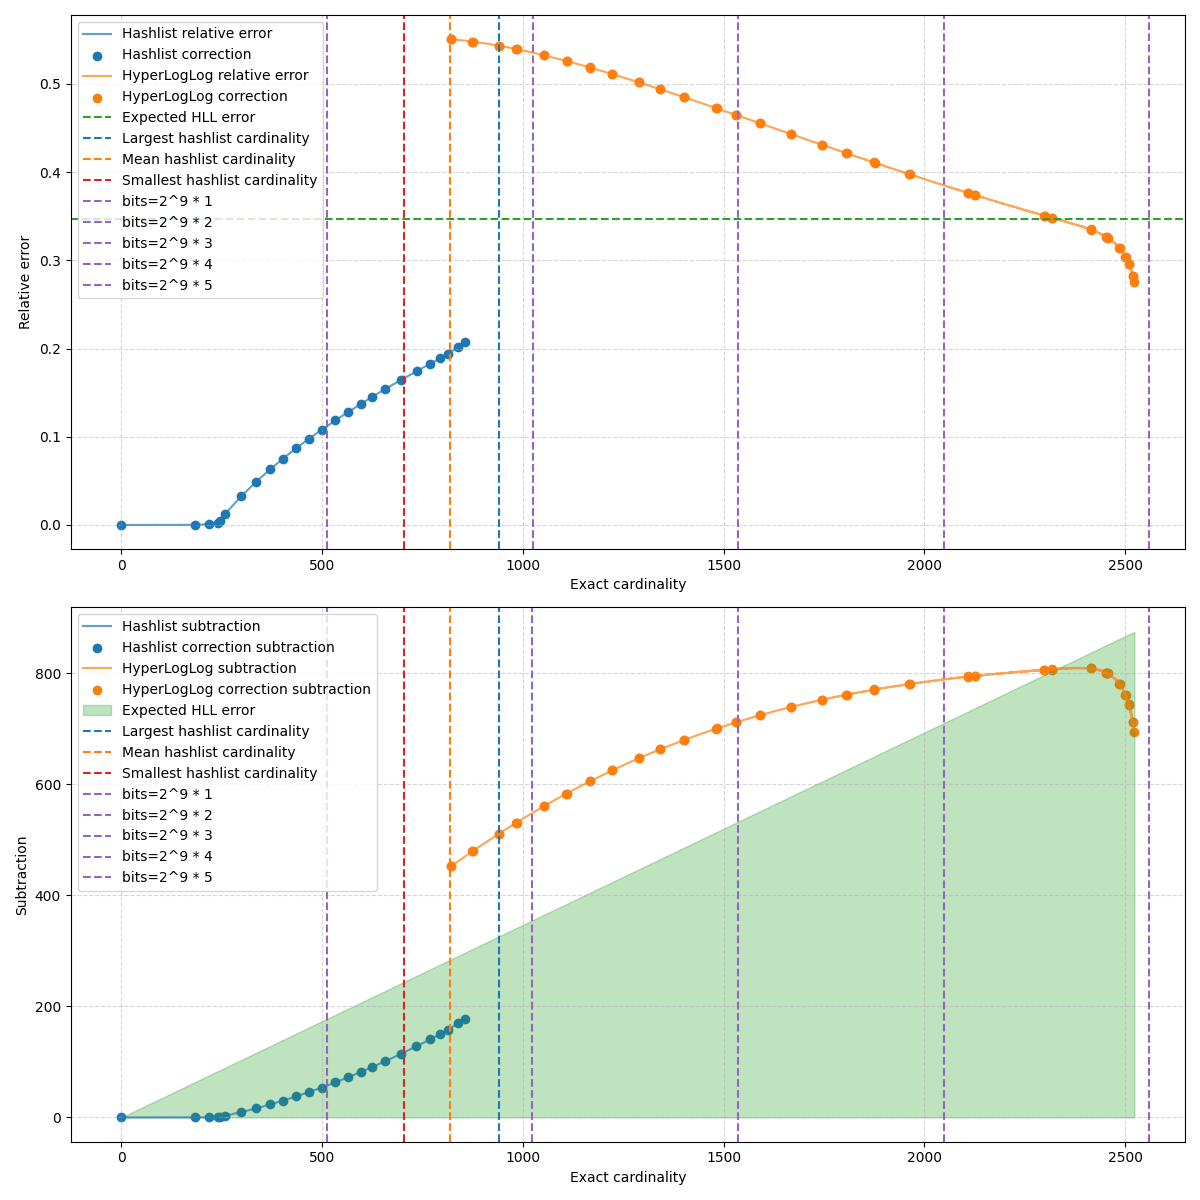 Hashlist relative error
Hashlist correction
HyperLogLog relative error
HyperLogLog correction
Expected HLL error
Largest hashlist cardinality
Mean hashlist cardinality
Smallest hashlist cardinality
bits=2^9 * 1
bits=2^9 * 2
bits=2^9 * 3
bits=2^9 * 4
bits=2^9 * 5
Relative error
0.5
0.4
0.3
0.2
0.1
0.0
0 500 1000 1500 2000 2500
Exact cardinality
Hashlist subtraction
Hashlist correction subtraction
HyperLogLog subtraction
HyperLogLog correction subtraction
Expected HLL error
Largest hashlist cardinality
Mean hashlist cardinality
Smallest hashlist cardinality
bits=2^9 * 1
bits=2^9 * 2
bits=2^9 * 3
bits=2^9 * 4
bits=2^9 * 5
Subtraction
800
600
400
200
0
0 500 1000 1500 2000 2500
Exact cardinality